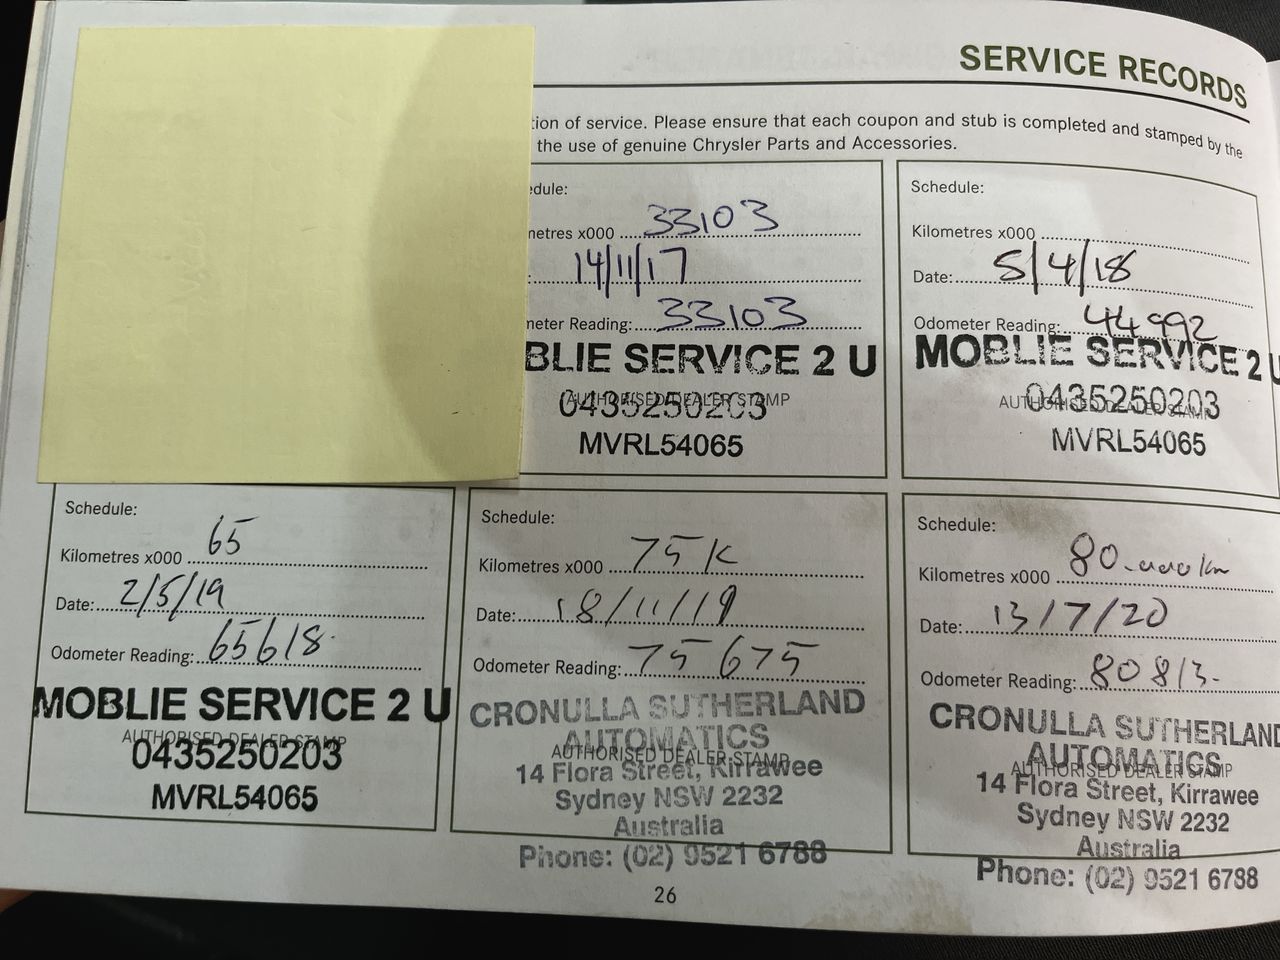 SERVICE RECORDS
tion of service. Please ensure that each coupon and stub is completed and stamped by the
the use of genuine Chrysler Parts and Accessories.
edule:
metres x000 33103
14/11/17
meter Reading: 33103
BLIE SERVICE 2 U
0435250203
AUTHORISED DEALER STAMP
MVRL54065
Schedule:
Kilometres x000
Date: 5/4/18
Odometer Reading: 44992
MOBLIE SERVICE 2 U
0435250203
AUTHORISED DEALER STAMP
MVRL54065
Schedule:
Kilometres x000 65
Date: 2/5/19
Odometer Reading: 65618
MOBLIE SERVICE 2 U
AUTHORISED DEALER STAMP
0435250203
MVRL54065
Schedule:
Kilometres x000 75K
Date: 18/11/19
Odometer Reading: 75675
CRONULLA SUTHERLAND
AUTOMATICS
AUTHORISED DEALER STAMP
14 Flora Street, Kirrawee
Sydney NSW 2232
Australia
Phone: (02) 9521 6788
Schedule:
Kilometres x000 80.000km
Date: 13/7/20
Odometer Reading: 80813
CRONULLA SUTHERLAND
AUTOMATICS
AUTHORISED DEALER STAMP
14 Flora Street, Kirrawee
Sydney NSW 2232
Australia
Phone: (02) 9521 6788
26